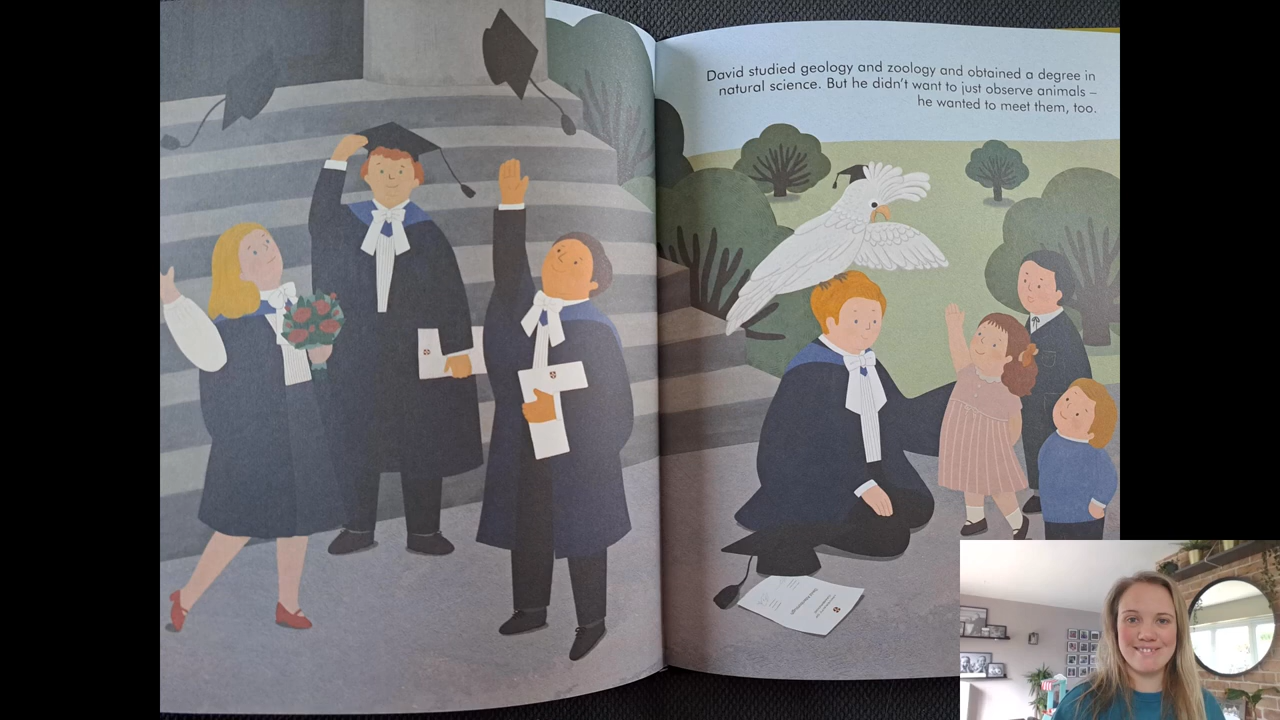 David studied geology and zoology and obtained a degree in
natural science. But he didn't want to just observe animals –
he wanted to meet them, too.